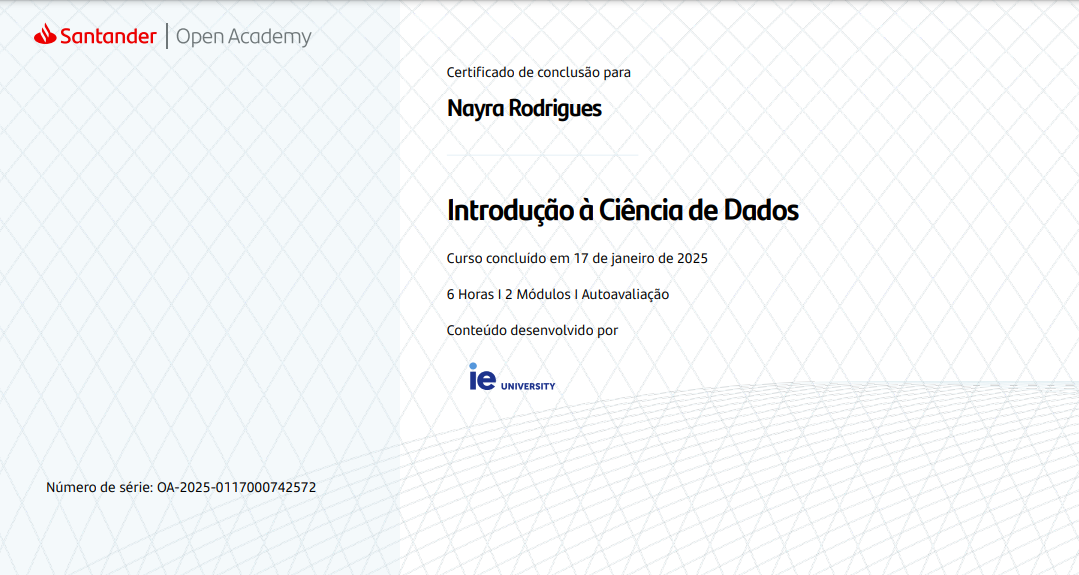 Santander | Open Academy
Certificado de conclusão para
Nayra Rodrigues
Introdução à Ciência de Dados
Curso concluído em 17 de janeiro de 2025
6 Horas I 2 Módulos I Autoavaliação
Conteúdo desenvolvido por
ie UNIVERSITY
Número de série: OA-2025-0117000742572